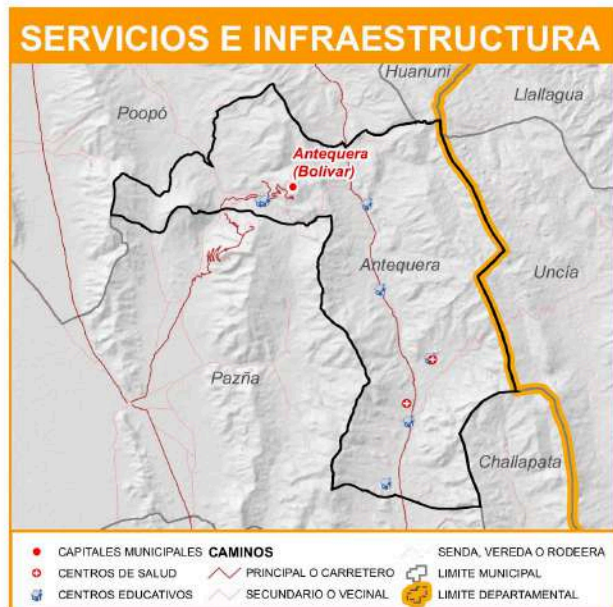 SERVICIOS E INFRAESTRUCTURA
Huanuni
Llallagua
Poopó
Antequera
(Bolivar)
Antequera
Uncía
Pazña
Challapata
CAPITALES MUNICIPALES
CENTROS DE SALUD
CENTROS EDUCATIVOS
CAMINOS
PRINCIPAL O CARRETERO
SECUNDARIO O VECINAL
SENDA, VEREDA O RODEERA
LIMITE MUNICIPAL
LIMITE DEPARTAMENTAL